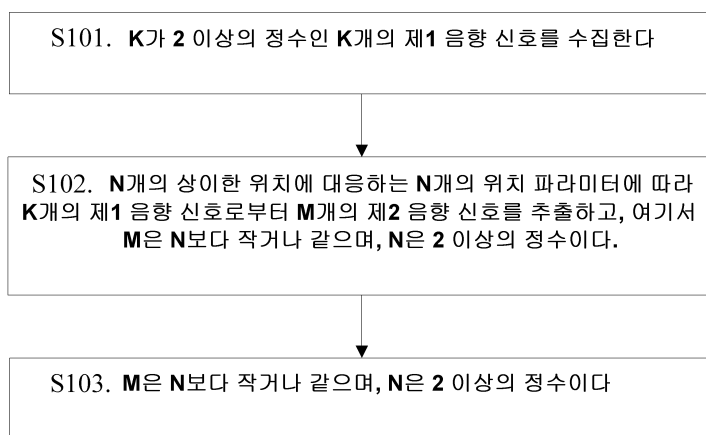 S101. K가 2 이상의 정수인 K개의 제1 음향 신호를 수집한다
S102. N개의 상이한 위치에 대응하는 N개의 위치 파라미터에 따라
K개의 제1 음향 신호로부터 M개의 제2 음향 신호를 추출하고, 여기서
M은 N보다 작거나 같으며, N은 2 이상의 정수이다.
S103. M은 N보다 작거나 같으며, N은 2 이상의 정수이다